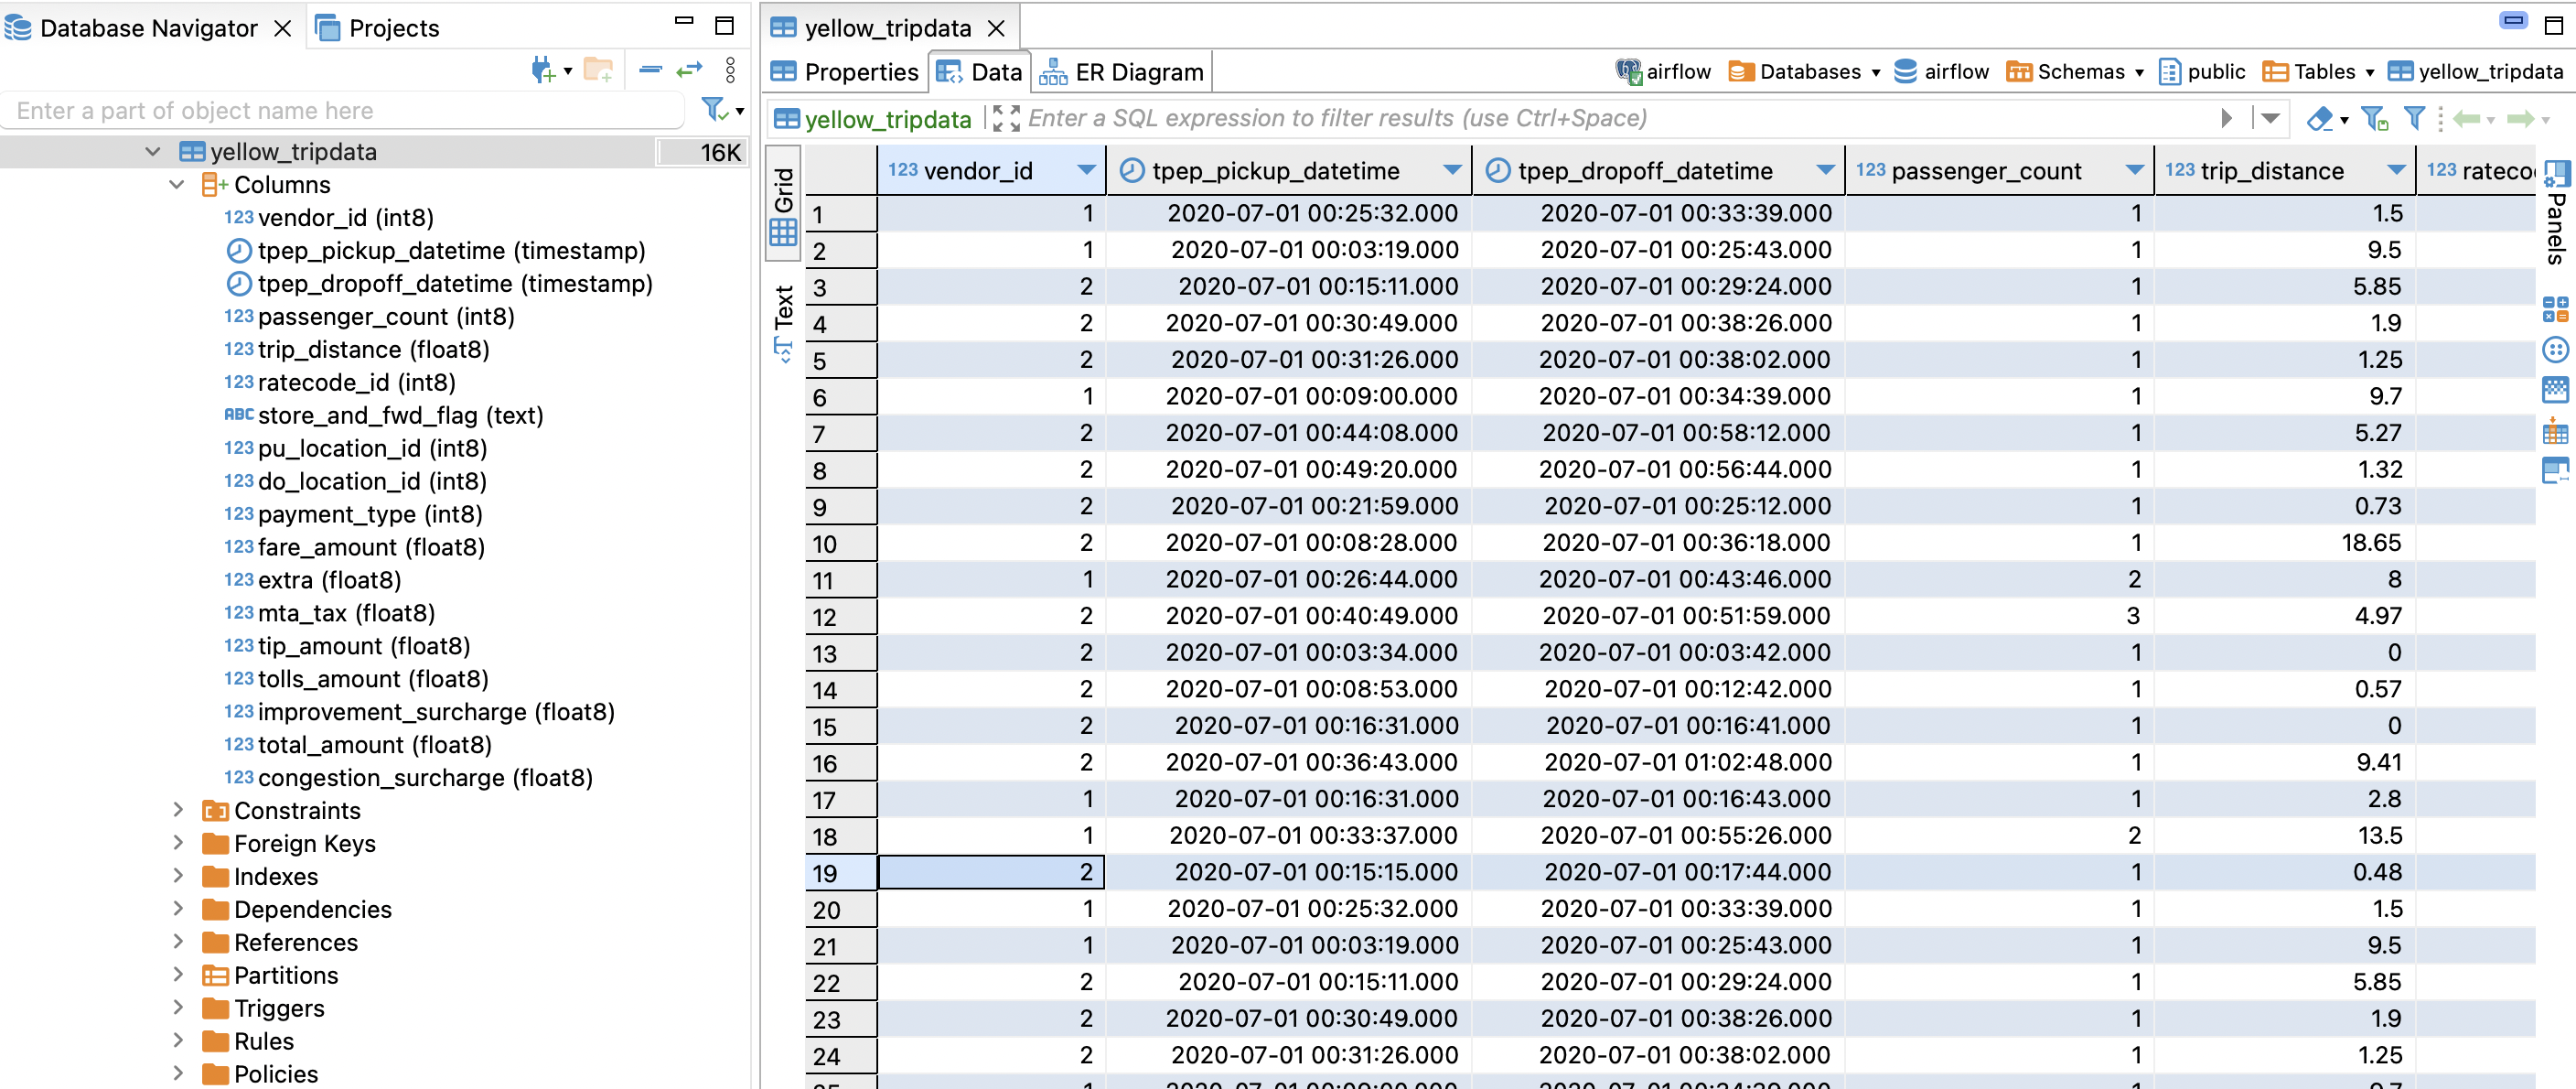 Database Navigator
Projects
Enter a part of object name here
yellow_tripdata 16K
Columns
123 vendor_id (int8)
tpep_pickup_datetime (timestamp)
tpep_dropoff_datetime (timestamp)
123 passenger_count (int8)
123 trip_distance (float8)
123 ratecode_id (int8)
ABC store_and_fwd_flag (text)
123 pu_location_id (int8)
123 do_location_id (int8)
123 payment_type (int8)
123 fare_amount (float8)
123 extra (float8)
123 mta_tax (float8)
123 tip_amount (float8)
123 tolls_amount (float8)
123 improvement_surcharge (float8)
123 total_amount (float8)
123 congestion_surcharge (float8)
Constraints
Foreign Keys
Indexes
Dependencies
References
Partitions
Triggers
Rules
Policies
yellow_tripdata
Properties Data ER Diagram airflow Databases airflow Schemas public Tables yellow_tripdata
yellow_tripdata Enter a SQL expression to filter results (use Ctrl+Space)
Grid
Text
Panels
123 vendor_id tpep_pickup_datetime tpep_dropoff_datetime 123 passenger_count 123 trip_distance 123 rateco
1 1 2020-07-01 00:25:32.000 2020-07-01 00:33:39.000 1 1.5
2 1 2020-07-01 00:03:19.000 2020-07-01 00:25:43.000 1 9.5
3 2 2020-07-01 00:15:11.000 2020-07-01 00:29:24.000 1 5.85
4 2 2020-07-01 00:30:49.000 2020-07-01 00:38:26.000 1 1.9
5 2 2020-07-01 00:31:26.000 2020-07-01 00:38:02.000 1 1.25
6 1 2020-07-01 00:09:00.000 2020-07-01 00:34:39.000 1 9.7
7 2 2020-07-01 00:44:08.000 2020-07-01 00:58:12.000 1 5.27
8 2 2020-07-01 00:49:20.000 2020-07-01 00:56:44.000 1 1.32
9 2 2020-07-01 00:21:59.000 2020-07-01 00:25:12.000 1 0.73
10 2 2020-07-01 00:08:28.000 2020-07-01 00:36:18.000 1 18.65
11 1 2020-07-01 00:26:44.000 2020-07-01 00:43:46.000 2 8
12 2 2020-07-01 00:40:49.000 2020-07-01 00:51:59.000 3 4.97
13 2 2020-07-01 00:03:34.000 2020-07-01 00:03:42.000 1 0
14 2 2020-07-01 00:08:53.000 2020-07-01 00:12:42.000 1 0.57
15 2 2020-07-01 00:16:31.000 2020-07-01 00:16:41.000 1 0
16 2 2020-07-01 00:36:43.000 2020-07-01 01:02:48.000 1 9.41
17 1 2020-07-01 00:16:31.000 2020-07-01 00:16:43.000 1 2.8
18 1 2020-07-01 00:33:37.000 2020-07-01 00:55:26.000 2 13.5
19 2 2020-07-01 00:15:15.000 2020-07-01 00:17:44.000 1 0.48
20 1 2020-07-01 00:25:32.000 2020-07-01 00:33:39.000 1 1.5
21 1 2020-07-01 00:03:19.000 2020-07-01 00:25:43.000 1 9.5
22 2 2020-07-01 00:15:11.000 2020-07-01 00:29:24.000 1 5.85
23 2 2020-07-01 00:30:49.000 2020-07-01 00:38:26.000 1 1.9
24 2 2020-07-01 00:31:26.000 2020-07-01 00:38:02.000 1 1.25